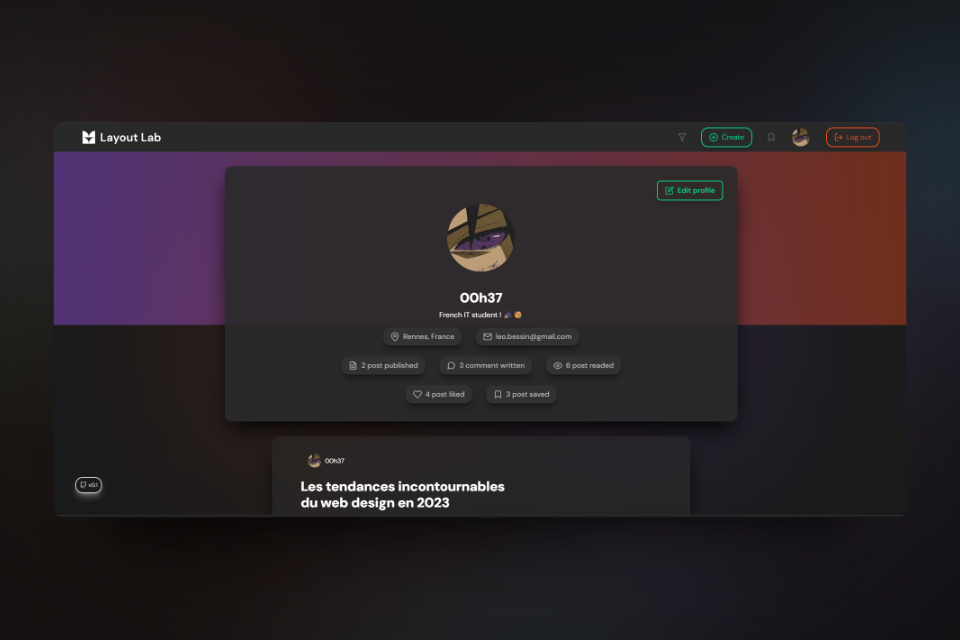 Layout Lab
Create
Log out
Edit profile
00h37
French IT student !
Rennes, France
leo.bessin@gmail.com
2 post published
3 comment written
6 post readed
4 post liked
3 post saved
00h37
Les tendances incontournables
du web design en 2023
v0.1